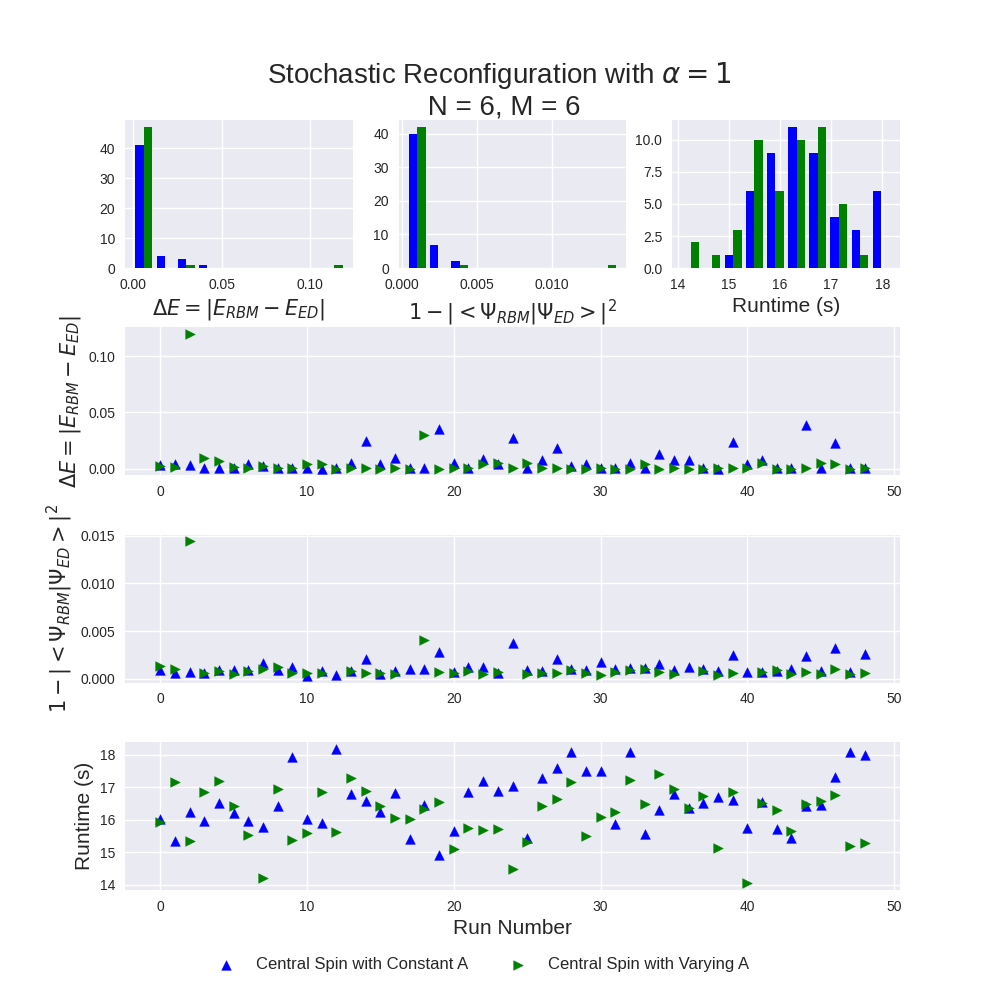 Stochastic Reconfiguration with α = 1
N = 6, M = 6
40
30
20
10
0
0.00 0.05 0.10
ΔE = |E_RBM − E_ED|
40
30
20
10
0
0.000 0.005 0.010
1 − | < Ψ_RBM|Ψ_ED > |²
10.0
7.5
5.0
2.5
0.0
14 15 16 17 18
Runtime (s)
ΔE = |E_RBM − E_ED|
0.10
0.05
0.00
0 10 20 30 40 50
1 − | < Ψ_RBM|Ψ_ED > |²
0.015
0.010
0.005
0.000
0 10 20 30 40 50
Runtime (s)
18
17
16
15
14
0 10 20 30 40 50
Run Number
Central Spin with Constant A
Central Spin with Varying A